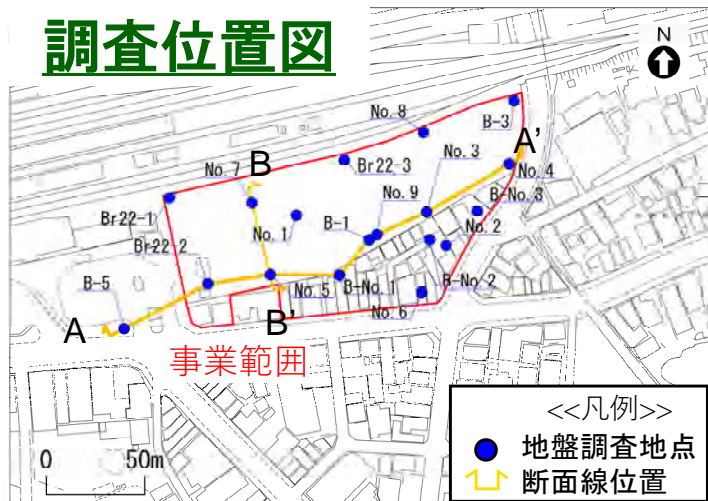 調査位置図
N
No. 8
B-3
A'
No. 7
B
No. 3
Br22-3
No. 4
No. 9
B-No. 3
Br22-1
No. 1
B-1
No. 2
Br22-2
B-5
No. 5
B-No. 1
B-No. 2
No. 6
A
B'
事業範囲
<<凡例>>
地盤調査地点
断面線位置
0 50m